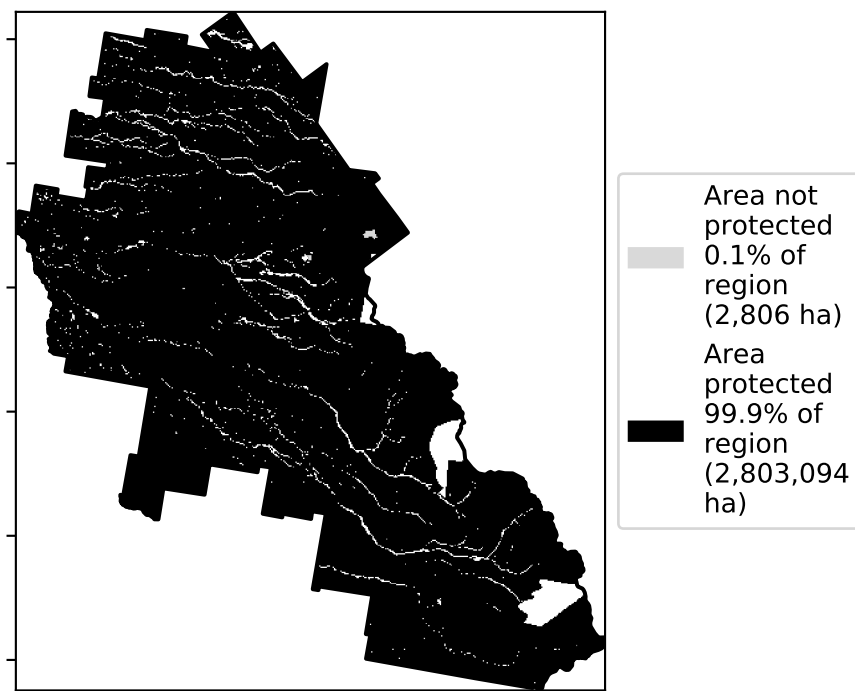 Area not
protected
0.1% of
region
(2,806 ha)
Area
protected
99.9% of
region
(2,803,094
ha)